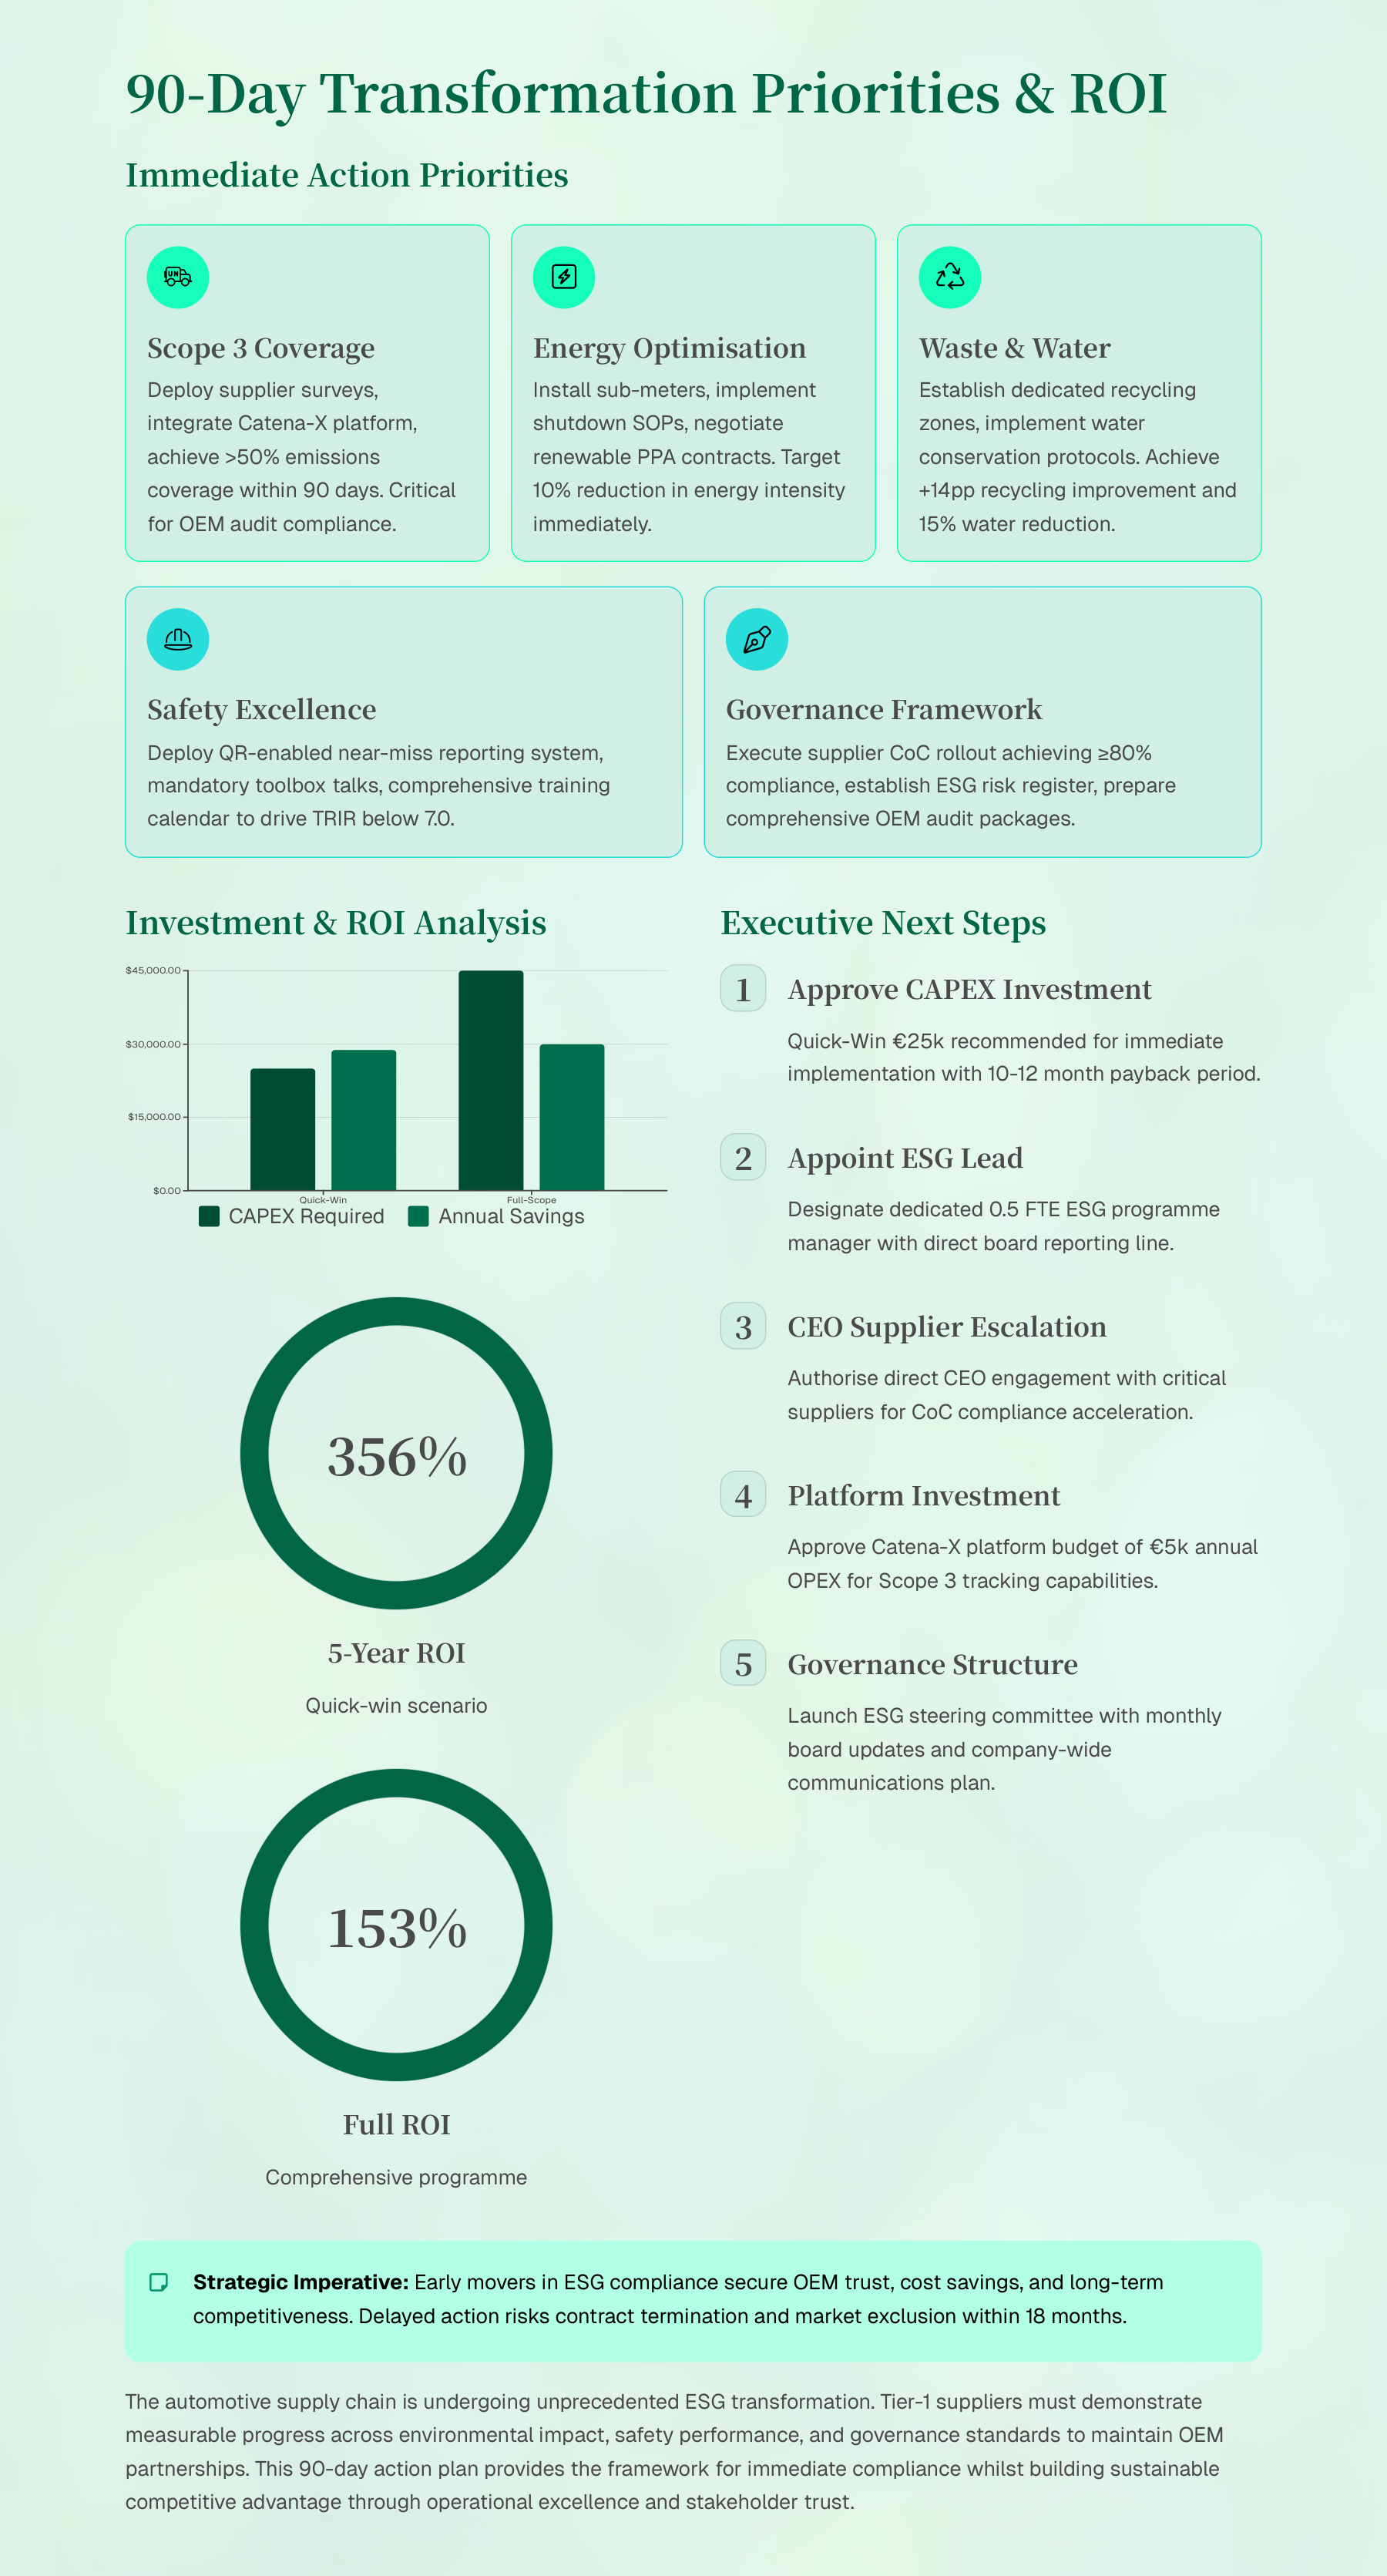 90-Day Transformation Priorities & ROI
Immediate Action Priorities
UN
Scope 3 Coverage
Deploy supplier surveys,
integrate Catena-X platform,
achieve >50% emissions
coverage within 90 days. Critical
for OEM audit compliance.
Energy Optimisation
Install sub-meters, implement
shutdown SOPs, negotiate
renewable PPA contracts. Target
10% reduction in energy intensity
immediately.
Waste & Water
Establish dedicated recycling
zones, implement water
conservation protocols. Achieve
+14pp recycling improvement and
15% water reduction.
Safety Excellence
Deploy QR-enabled near-miss reporting system,
mandatory toolbox talks, comprehensive training
calendar to drive TRIR below 7.0.
Governance Framework
Execute supplier CoC rollout achieving ≥80%
compliance, establish ESG risk register, prepare
comprehensive OEM audit packages.
Investment & ROI Analysis
$45,000.00
$30,000.00
$15,000.00
$0.00
Quick-Win
Full-Scope
CAPEX Required
Annual Savings
356%
5-Year ROI
Quick-win scenario
153%
Full ROI
Comprehensive programme
Executive Next Steps
1
Approve CAPEX Investment
Quick-Win €25k recommended for immediate
implementation with 10-12 month payback period.
2
Appoint ESG Lead
Designate dedicated 0.5 FTE ESG programme
manager with direct board reporting line.
3
CEO Supplier Escalation
Authorise direct CEO engagement with critical
suppliers for CoC compliance acceleration.
4
Platform Investment
Approve Catena-X platform budget of €5k annual
OPEX for Scope 3 tracking capabilities.
5
Governance Structure
Launch ESG steering committee with monthly
board updates and company-wide
communications plan.
Strategic Imperative: Early movers in ESG compliance secure OEM trust, cost savings, and long-term
competitiveness. Delayed action risks contract termination and market exclusion within 18 months.
The automotive supply chain is undergoing unprecedented ESG transformation. Tier-1 suppliers must demonstrate
measurable progress across environmental impact, safety performance, and governance standards to maintain OEM
partnerships. This 90-day action plan provides the framework for immediate compliance whilst building sustainable
competitive advantage through operational excellence and stakeholder trust.